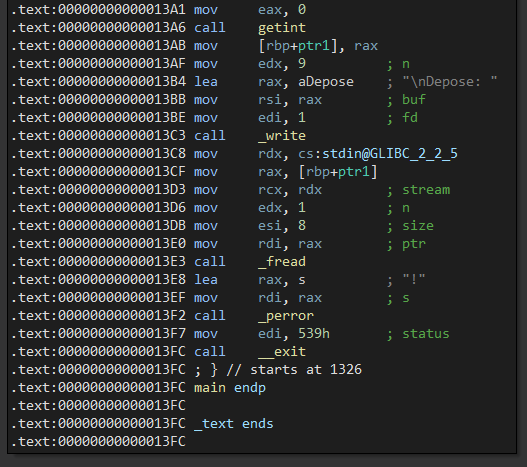 .text:00000000000013A1 mov eax, 0
.text:00000000000013A6 call getint
.text:00000000000013AB mov [rbp+ptr1], rax
.text:00000000000013AF mov edx, 9 ; n
.text:00000000000013B4 lea rax, aDepose ; "\nDepose: "
.text:00000000000013BB mov rsi, rax ; buf
.text:00000000000013BE mov edi, 1 ; fd
.text:00000000000013C3 call _write
.text:00000000000013C8 mov rdx, cs:stdin@GLIBC_2_2_5
.text:00000000000013CF mov rax, [rbp+ptr1]
.text:00000000000013D3 mov rcx, rdx ; stream
.text:00000000000013D6 mov edx, 1 ; n
.text:00000000000013DB mov esi, 8 ; size
.text:00000000000013E0 mov rdi, rax ; ptr
.text:00000000000013E3 call _fread
.text:00000000000013E8 lea rax, s ; "!"
.text:00000000000013EF mov rdi, rax ; s
.text:00000000000013F2 call _perror
.text:00000000000013F7 mov edi, 539h ; status
.text:00000000000013FC call __exit
.text:00000000000013FC ; } // starts at 1326
.text:00000000000013FC main endp
.text:00000000000013FC
.text:00000000000013FC _text ends
.text:00000000000013FC